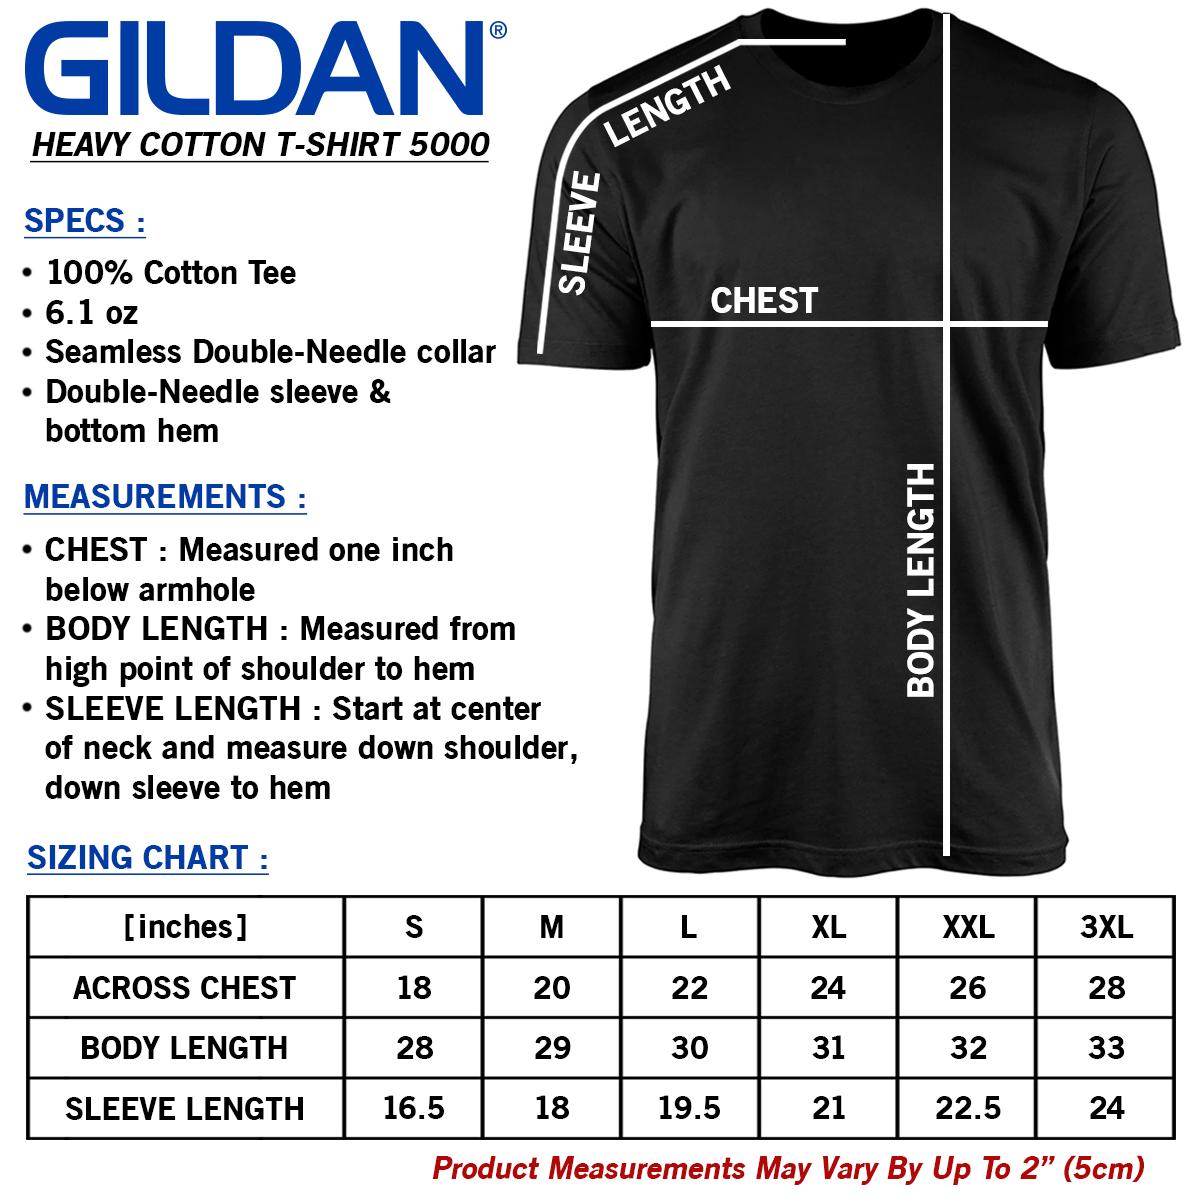 GILDAN®
HEAVY COTTON T-SHIRT 5000
SPECS :
• 100% Cotton Tee
• 6.1 oz
• Seamless Double-Needle collar
• Double-Needle sleeve &
bottom hem
MEASUREMENTS :
• CHEST : Measured one inch
below armhole
• BODY LENGTH : Measured from
high point of shoulder to hem
• SLEEVE LENGTH : Start at center
of neck and measure down shoulder,
down sleeve to hem
SLEEVE LENGTH
CHEST
BODY LENGTH
SIZING CHART :
[inches] S M L XL XXL 3XL
ACROSS CHEST 18 20 22 24 26 28
BODY LENGTH 28 29 30 31 32 33
SLEEVE LENGTH 16.5 18 19.5 21 22.5 24
Product Measurements May Vary By Up To 2” (5cm)